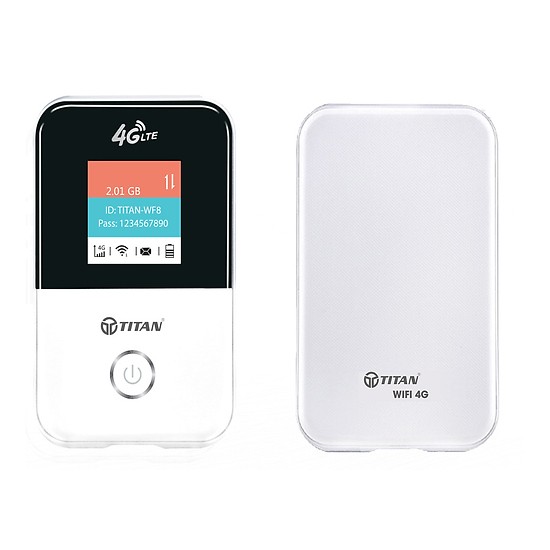 4G LTE
2.01 GB
ID: TITAN-WF8
Pass: 1234567890
4G
TITAN®
TITAN®
WIFI 4G